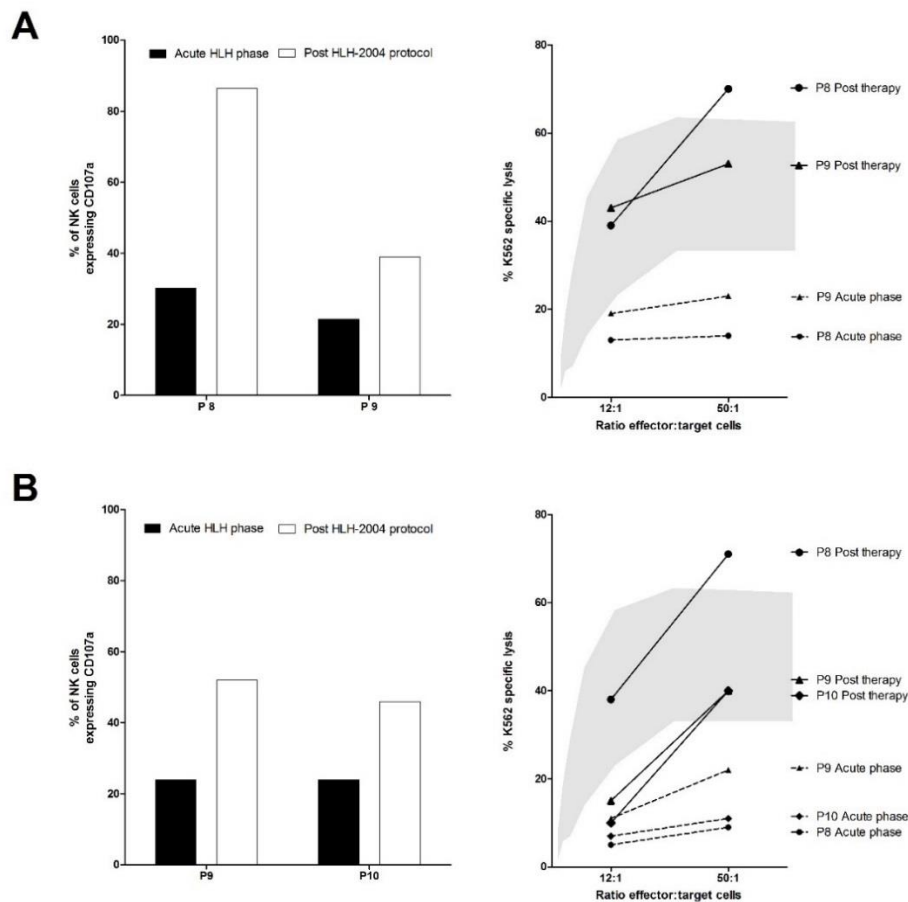 A
Acute HLH phase
Post HLH-2004 protocol
% of NK cells
expressing CD107a
100
80
60
40
20
0
P 8
P 9
% K562 specific lysis
80
60
40
20
0
12:1
50:1
Ratio effector:target cells
P8 Post therapy
P9 Post therapy
P9 Acute phase
P8 Acute phase
B
Acute HLH phase
Post HLH-2004 protocol
% of NK cells
expressing CD107a
100
80
60
40
20
0
P9
P10
% K562 specific lysis
80
60
40
20
0
12:1
50:1
Ratio effector:target cells
P8 Post therapy
P9 Post therapy
P10 Post therapy
P9 Acute phase
P10 Acute phase
P8 Acute phase